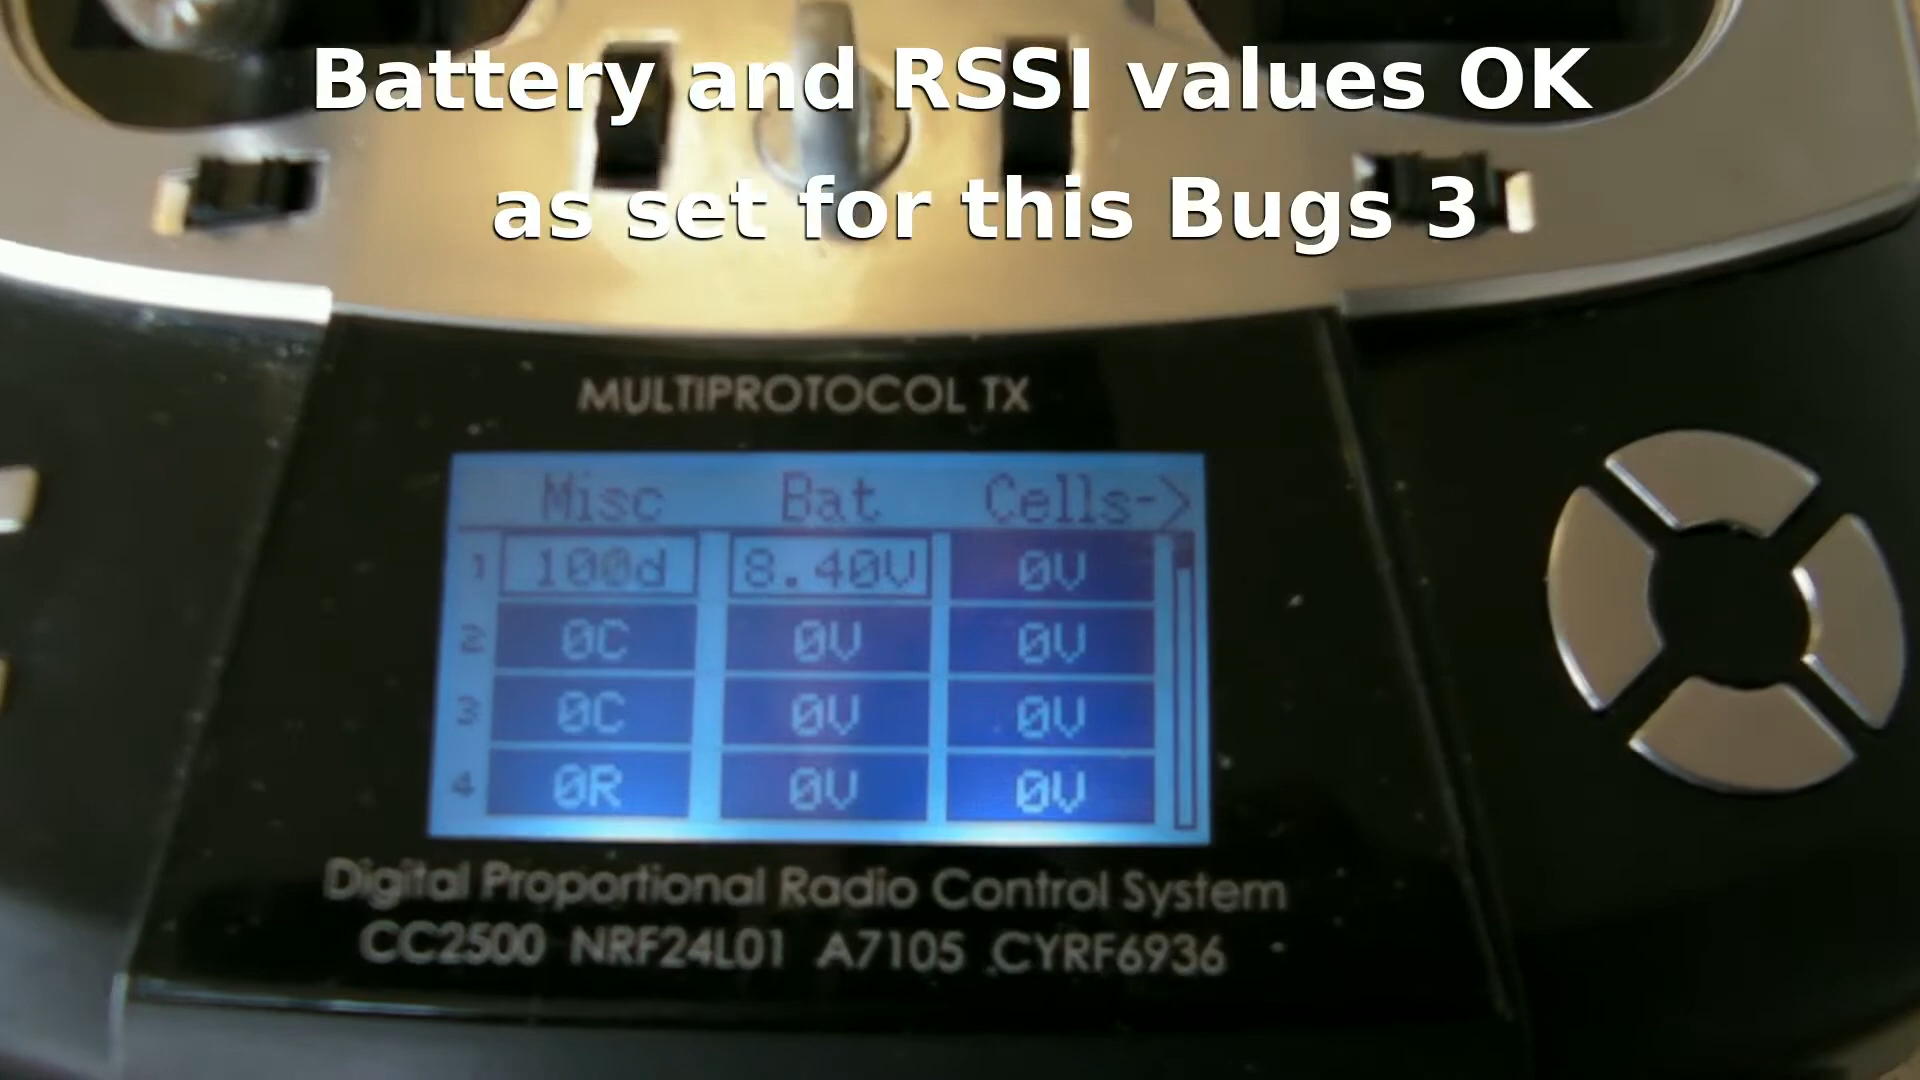 Battery and RSSI values OK
as set for this Bugs 3
MULTIPROTOCOL TX
Misc Bat Cells->
1 100d 8.40V 0V
2 0C 0V 0V
3 0C 0V 0V
4 0R 0V 0V
Digital Proportional Radio Control System
CC2500 NRF24L01 A7105 CYRF6936